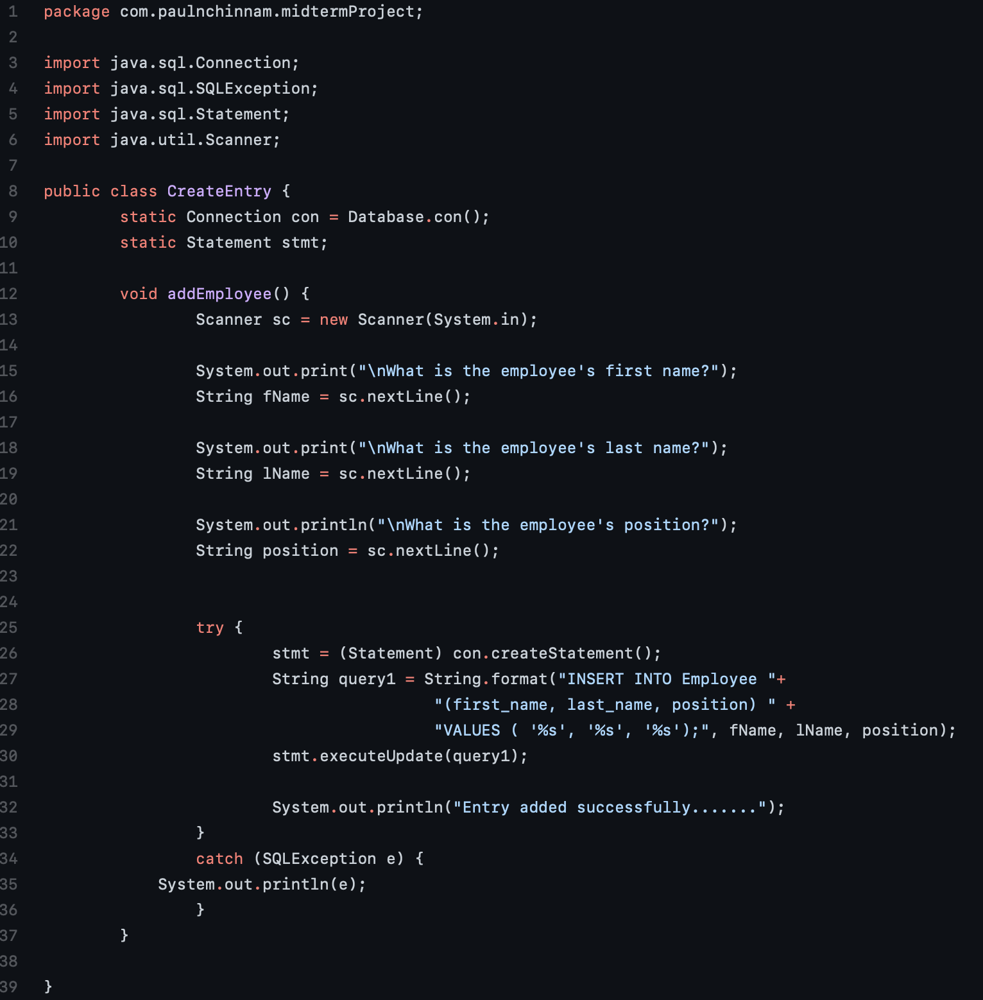 1 package com.paulnchinnam.midtermProject;
2
3 import java.sql.Connection;
4 import java.sql.SQLException;
5 import java.sql.Statement;
6 import java.util.Scanner;
7
8 public class CreateEntry {
9 static Connection con = Database.con();
10 static Statement stmt;
11
12 void addEmployee() {
13 Scanner sc = new Scanner(System.in);
14
15 System.out.print("\nWhat is the employee's first name?");
16 String fName = sc.nextLine();
17
18 System.out.print("\nWhat is the employee's last name?");
19 String lName = sc.nextLine();
20
21 System.out.println("\nWhat is the employee's position?");
22 String position = sc.nextLine();
23
24
25 try {
26 stmt = (Statement) con.createStatement();
27 String query1 = String.format("INSERT INTO Employee "+
28 "(first_name, last_name, position) " +
29 "VALUES ( '%s', '%s', '%s');", fName, lName, position);
30 stmt.executeUpdate(query1);
31
32 System.out.println("Entry added successfully.......");
33 }
34 catch (SQLException e) {
35 System.out.println(e);
36 }
37 }
38
39 }